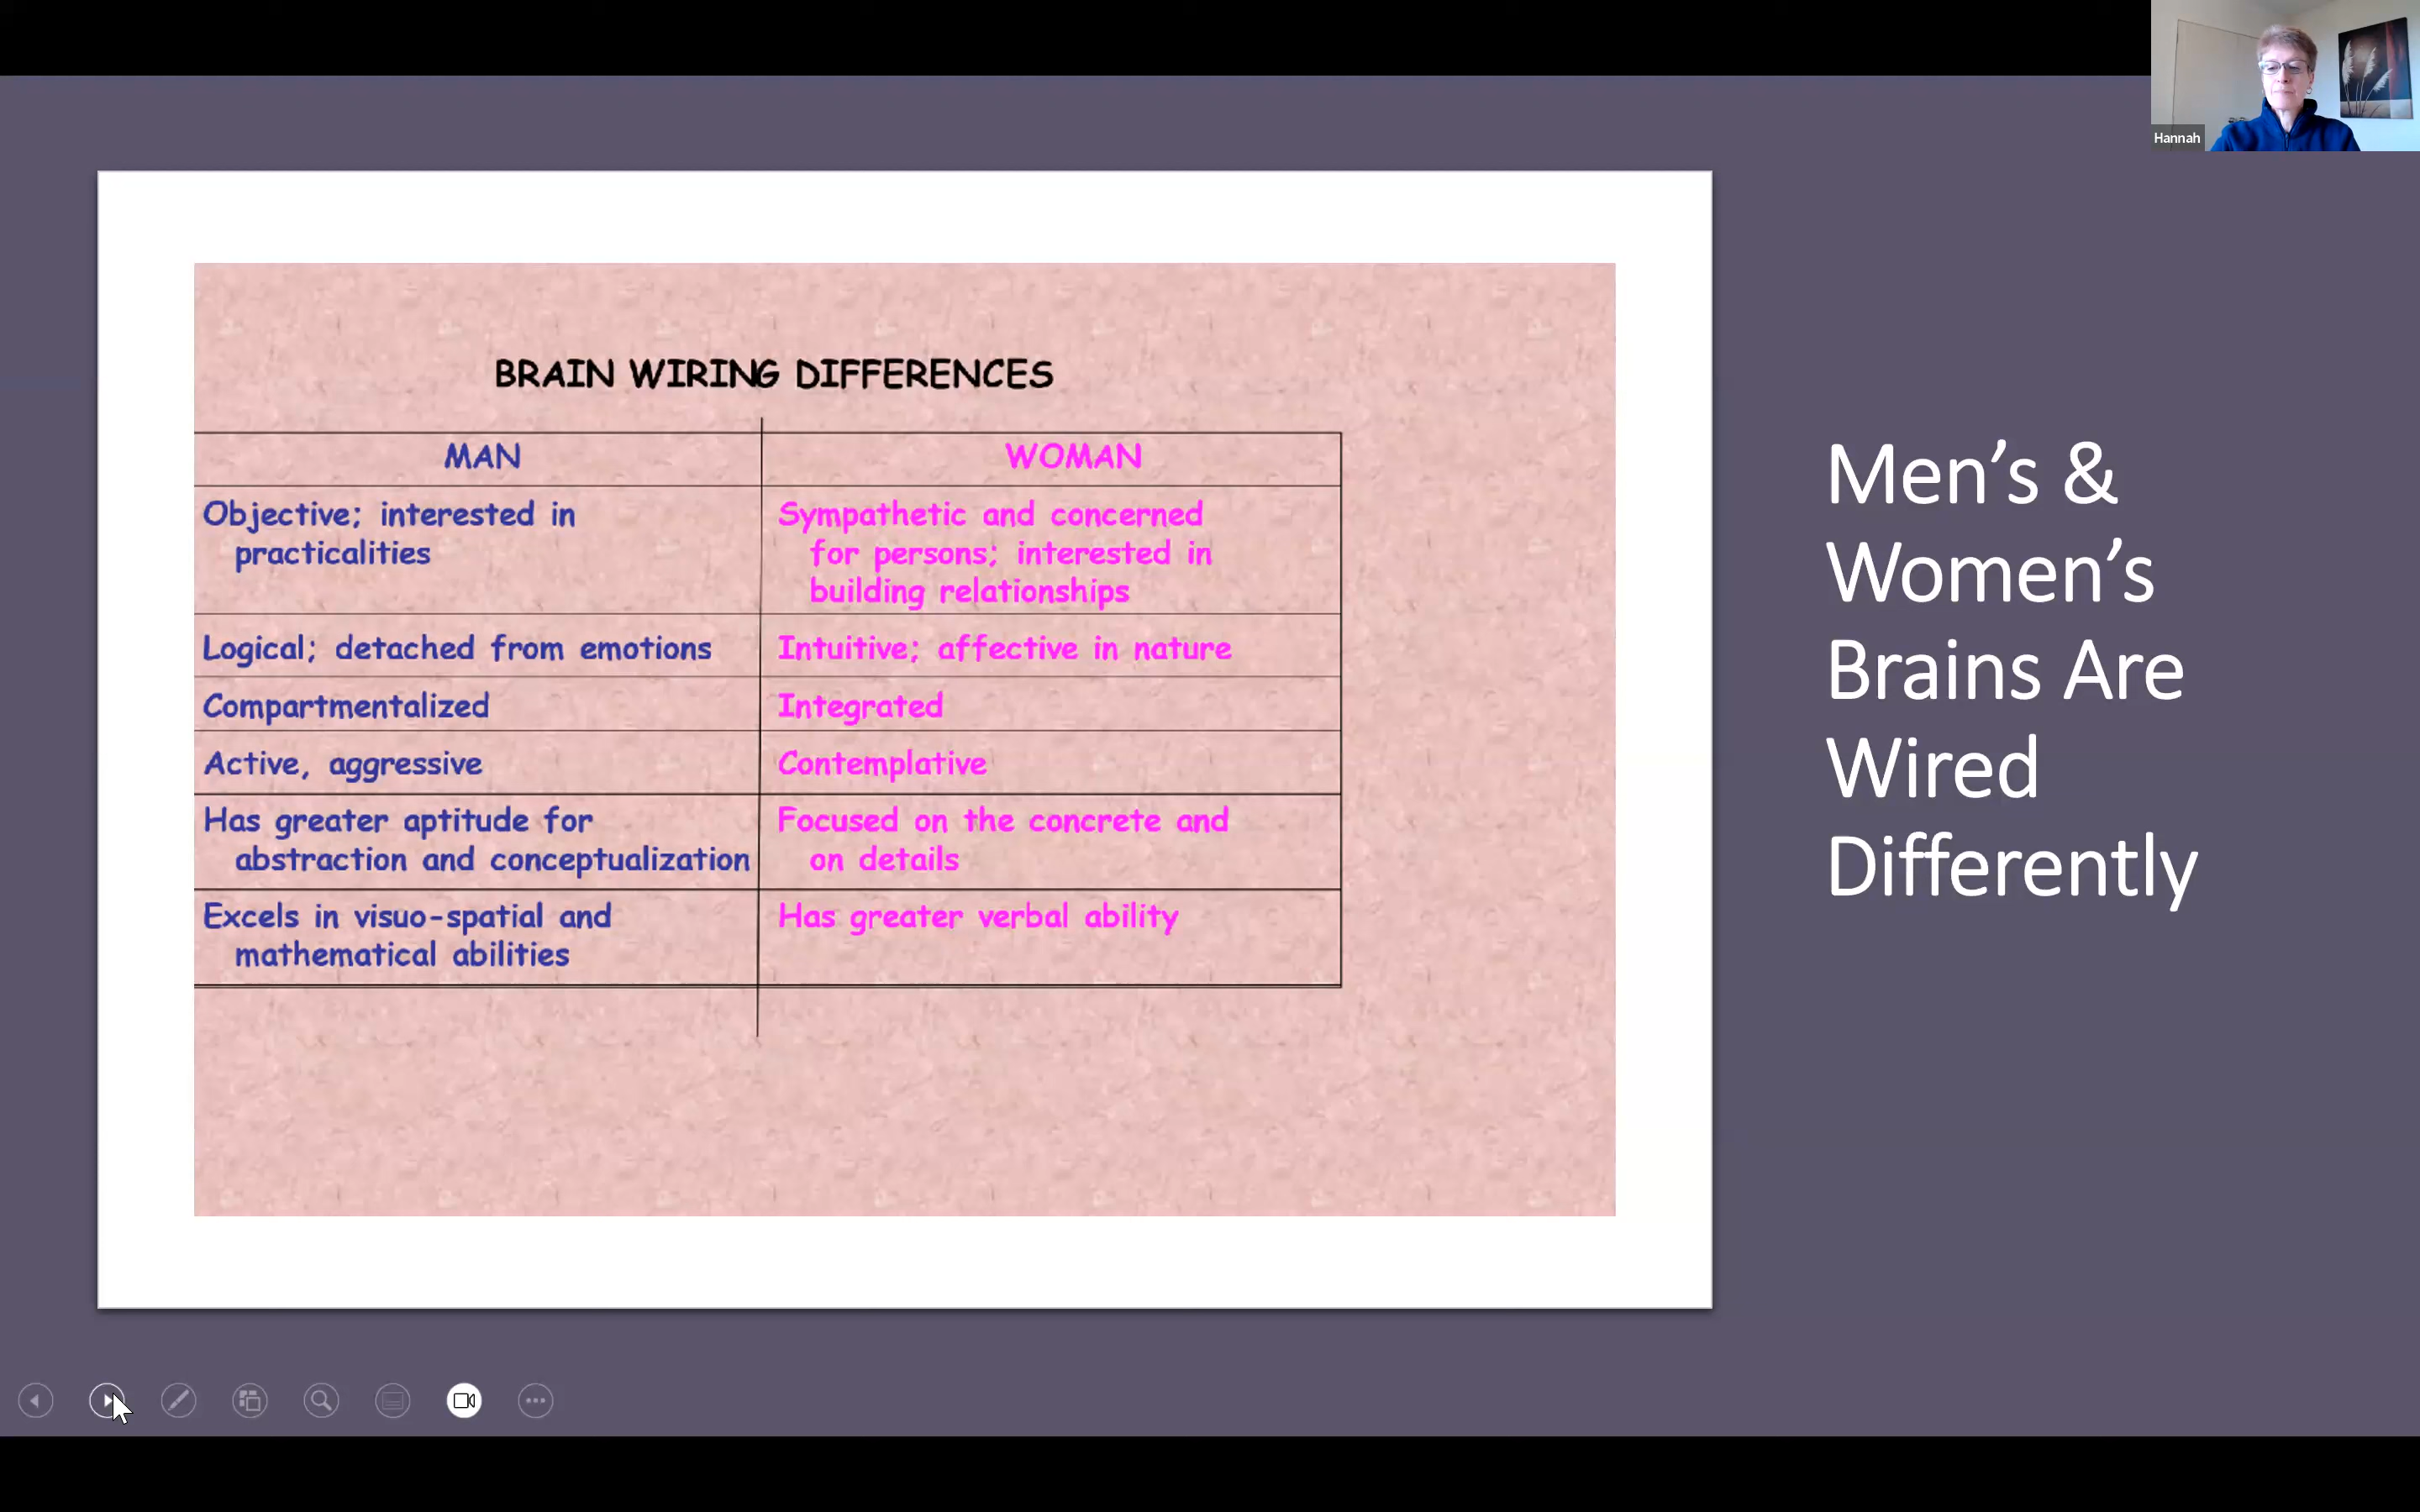 Hannah
BRAIN WIRING DIFFERENCES
MAN
WOMAN
Objective; interested in
practicalities
Sympathetic and concerned
for persons; interested in
building relationships
Logical; detached from emotions
Intuitive; affective in nature
Compartmentalized
Integrated
Active, aggressive
Contemplative
Has greater aptitude for
abstraction and conceptualization
Focused on the concrete and
on details
Excels in visuo-spatial and
mathematical abilities
Has greater verbal ability
Men’s &
Women’s
Brains Are
Wired
Differently